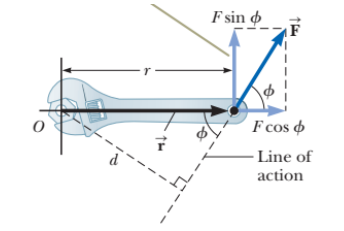 F sin ϕ
F⃗
r
ϕ
O
r⃗
ϕ
F cos ϕ
d
Line of
action